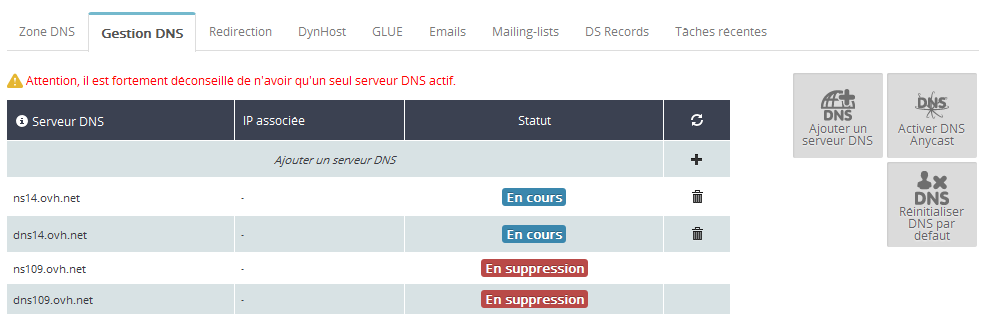 Zone DNS Gestion DNS Redirection DynHost GLUE Emails Mailing-lists DS Records Tâches récentes
Attention, il est fortement déconseillé de n'avoir qu'un seul serveur DNS actif.
Serveur DNS IP associée Statut
Ajouter un serveur DNS
ns14.ovh.net - En cours
dns14.ovh.net - En cours
ns109.ovh.net - En suppression
dns109.ovh.net - En suppression
DNS
Ajouter un
serveur DNS
DNS
Activer DNS
Anycast
DNS
Réinitialiser
DNS par
defaut